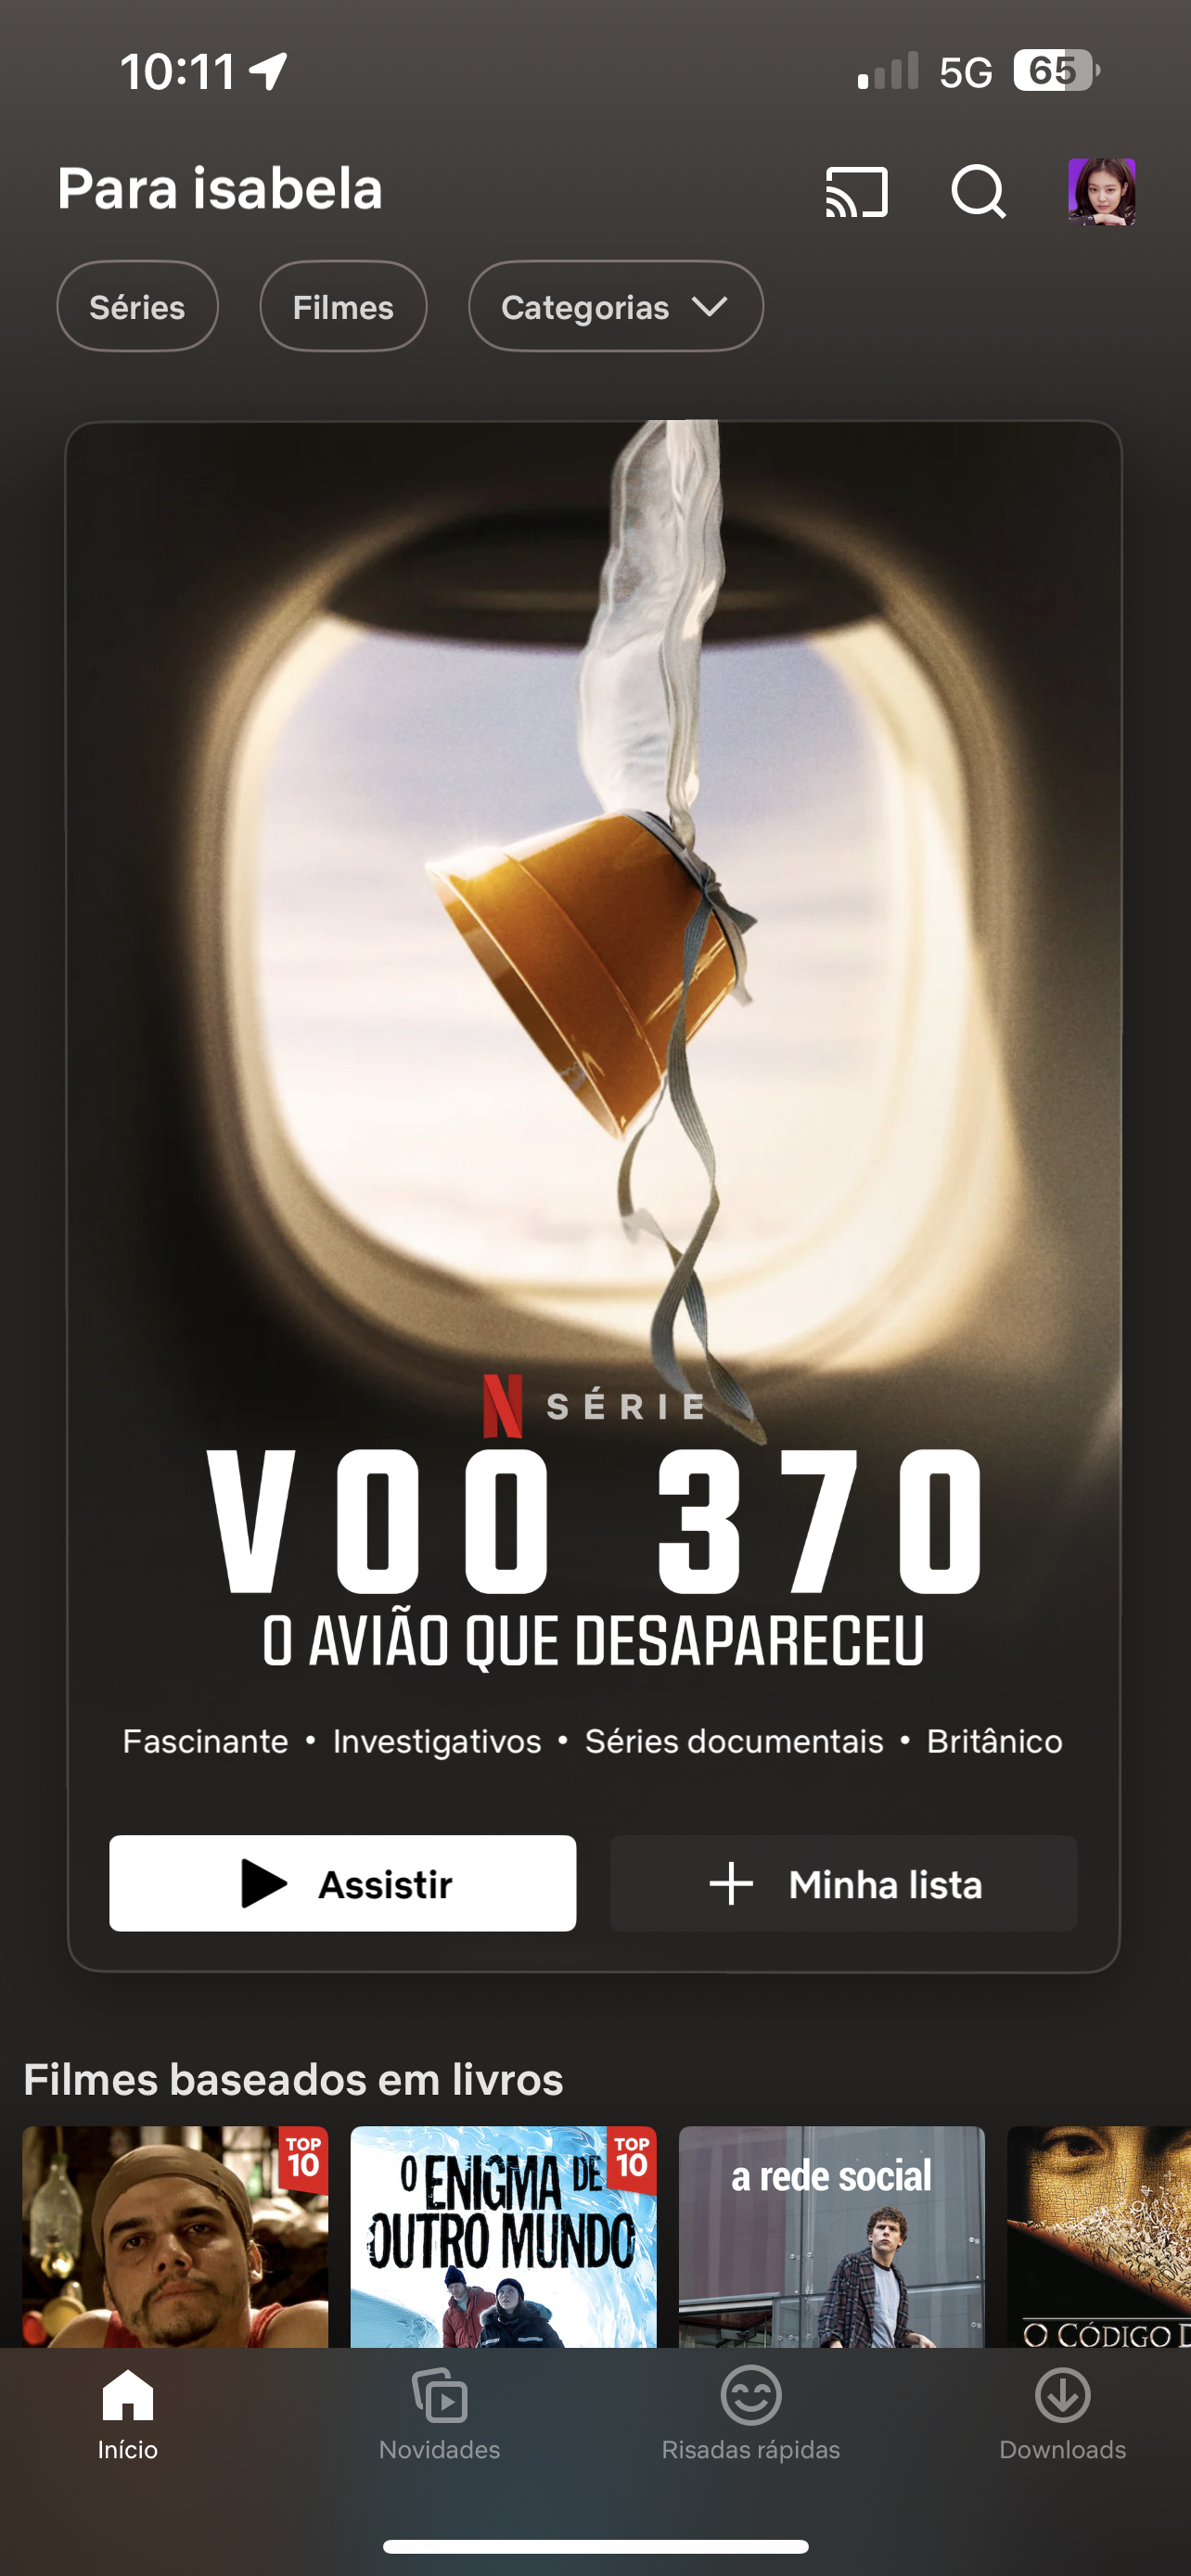 10:11 5G 65
Para isabela
Séries Filmes Categorias
N SÉRIE
VOO 370
O AVIÃO QUE DESAPARECEU
Fascinante • Investigativos • Séries documentais • Britânico
Assistir Minha lista
Filmes baseados em livros
TOP 10
TOP 10
O ENIGMA DE
OUTRO MUNDO
a rede social
O CÓDIGO D
Início Novidades Risadas rápidas Downloads